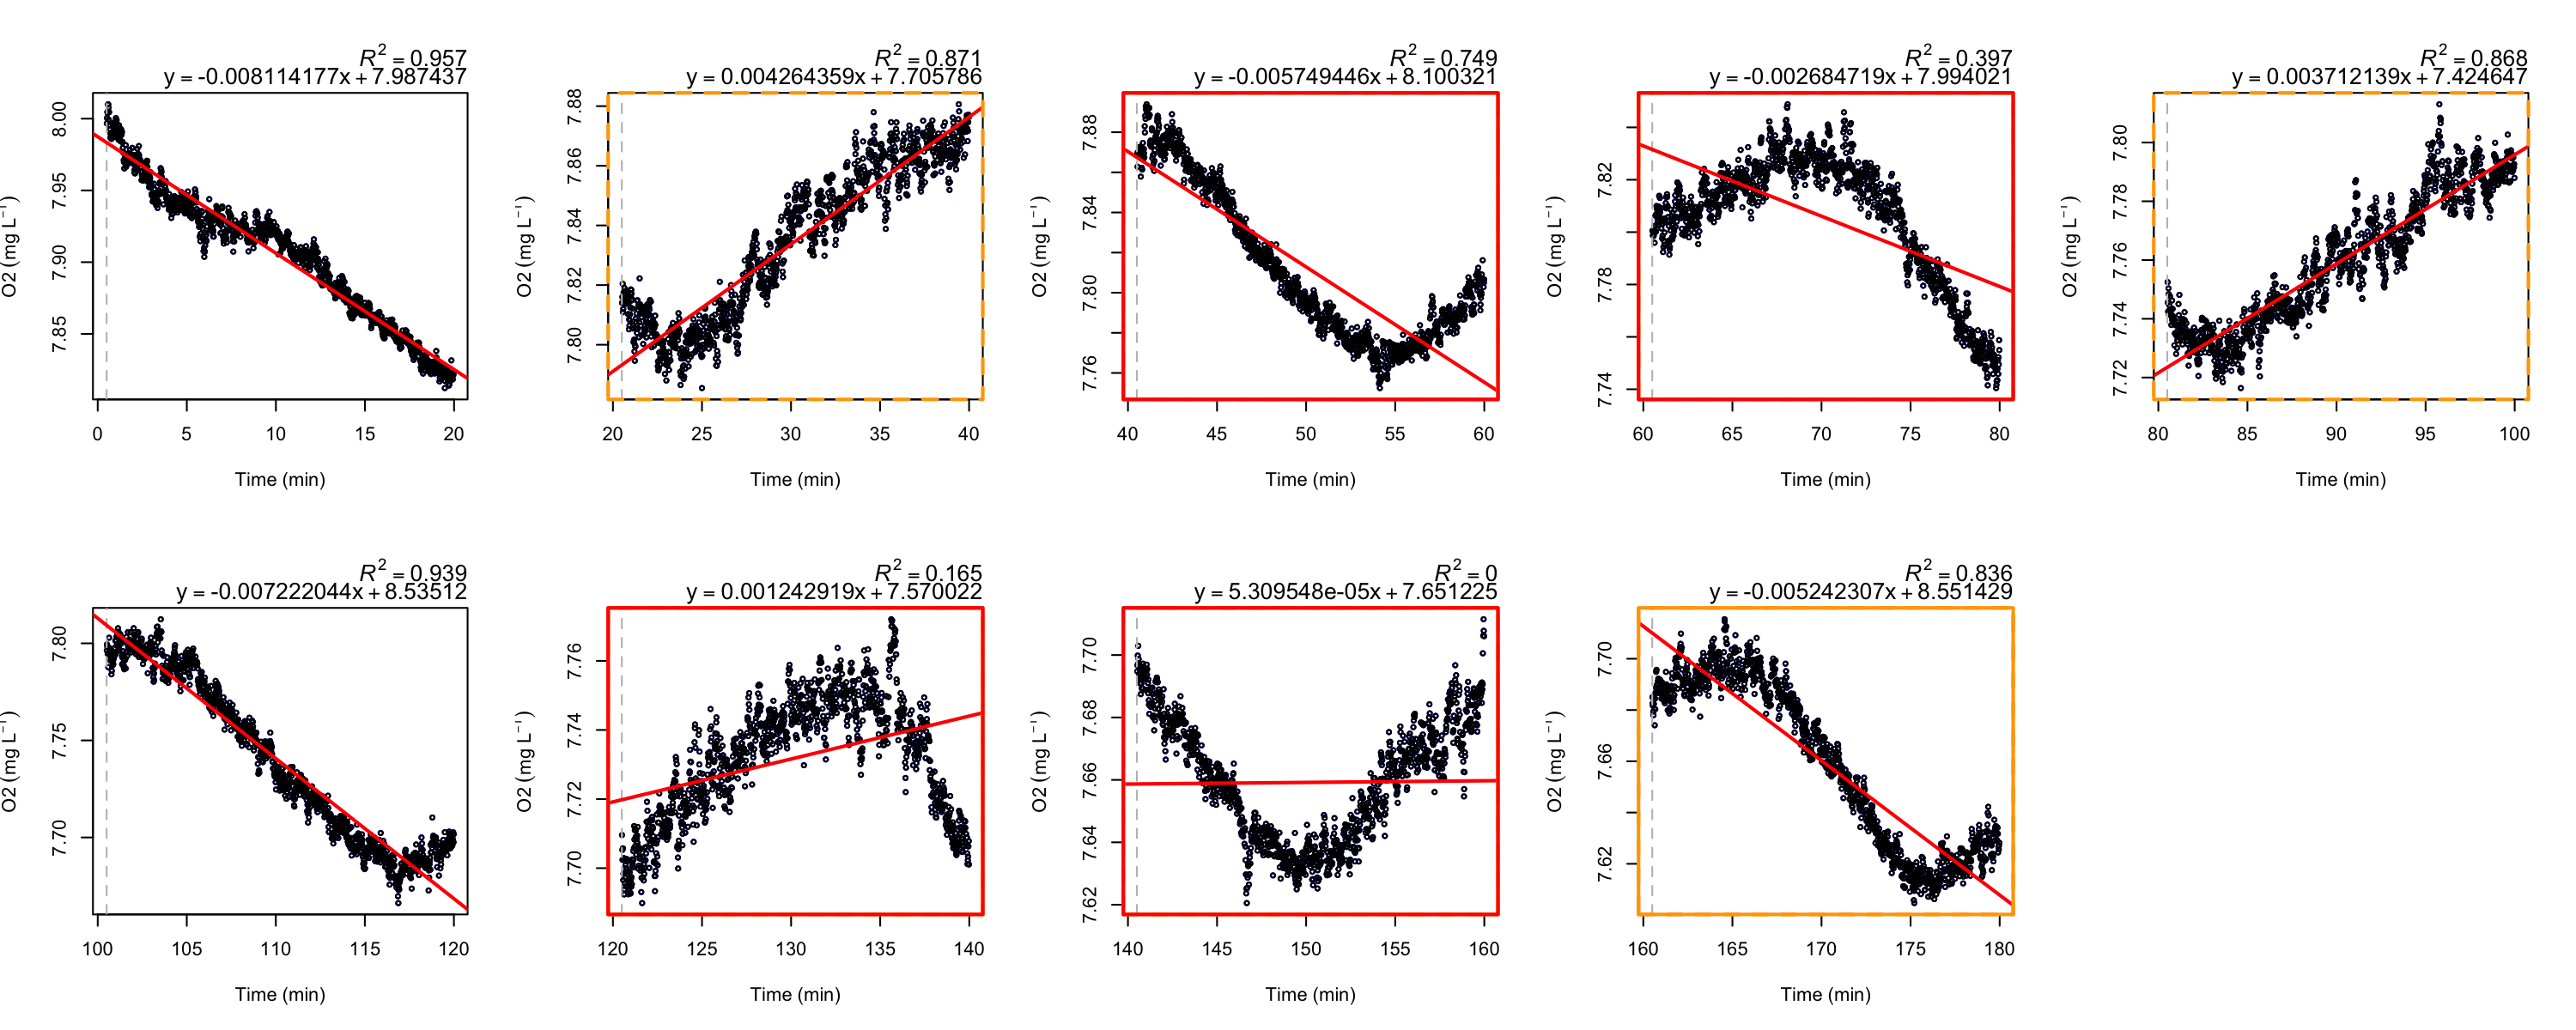 R² = 0.957
y = -0.008114177x + 7.987437
O2 (mg L⁻¹)
8.00
7.95
7.90
7.85
0 5 10 15 20
Time (min)
R² = 0.871
y = 0.004264359x + 7.705786
O2 (mg L⁻¹)
7.88
7.86
7.84
7.82
7.80
20 25 30 35 40
Time (min)
R² = 0.749
y = -0.005749446x + 8.100321
O2 (mg L⁻¹)
7.88
7.84
7.80
7.76
40 45 50 55 60
Time (min)
R² = 0.397
y = -0.002684719x + 7.994021
O2 (mg L⁻¹)
7.82
7.78
7.74
60 65 70 75 80
Time (min)
R² = 0.868
y = 0.003712139x + 7.424647
O2 (mg L⁻¹)
7.80
7.78
7.76
7.74
7.72
80 85 90 95 100
Time (min)
R² = 0.939
y = -0.007222044x + 8.53512
O2 (mg L⁻¹)
7.80
7.75
7.70
100 105 110 115 120
Time (min)
R² = 0.165
y = 0.001242919x + 7.570022
O2 (mg L⁻¹)
7.76
7.74
7.72
7.70
120 125 130 135 140
Time (min)
R² = 0
y = 5.309548e-05x + 7.651225
O2 (mg L⁻¹)
7.70
7.68
7.66
7.64
7.62
140 145 150 155 160
Time (min)
R² = 0.836
y = -0.005242307x + 8.551429
O2 (mg L⁻¹)
7.70
7.66
7.62
160 165 170 175 180
Time (min)